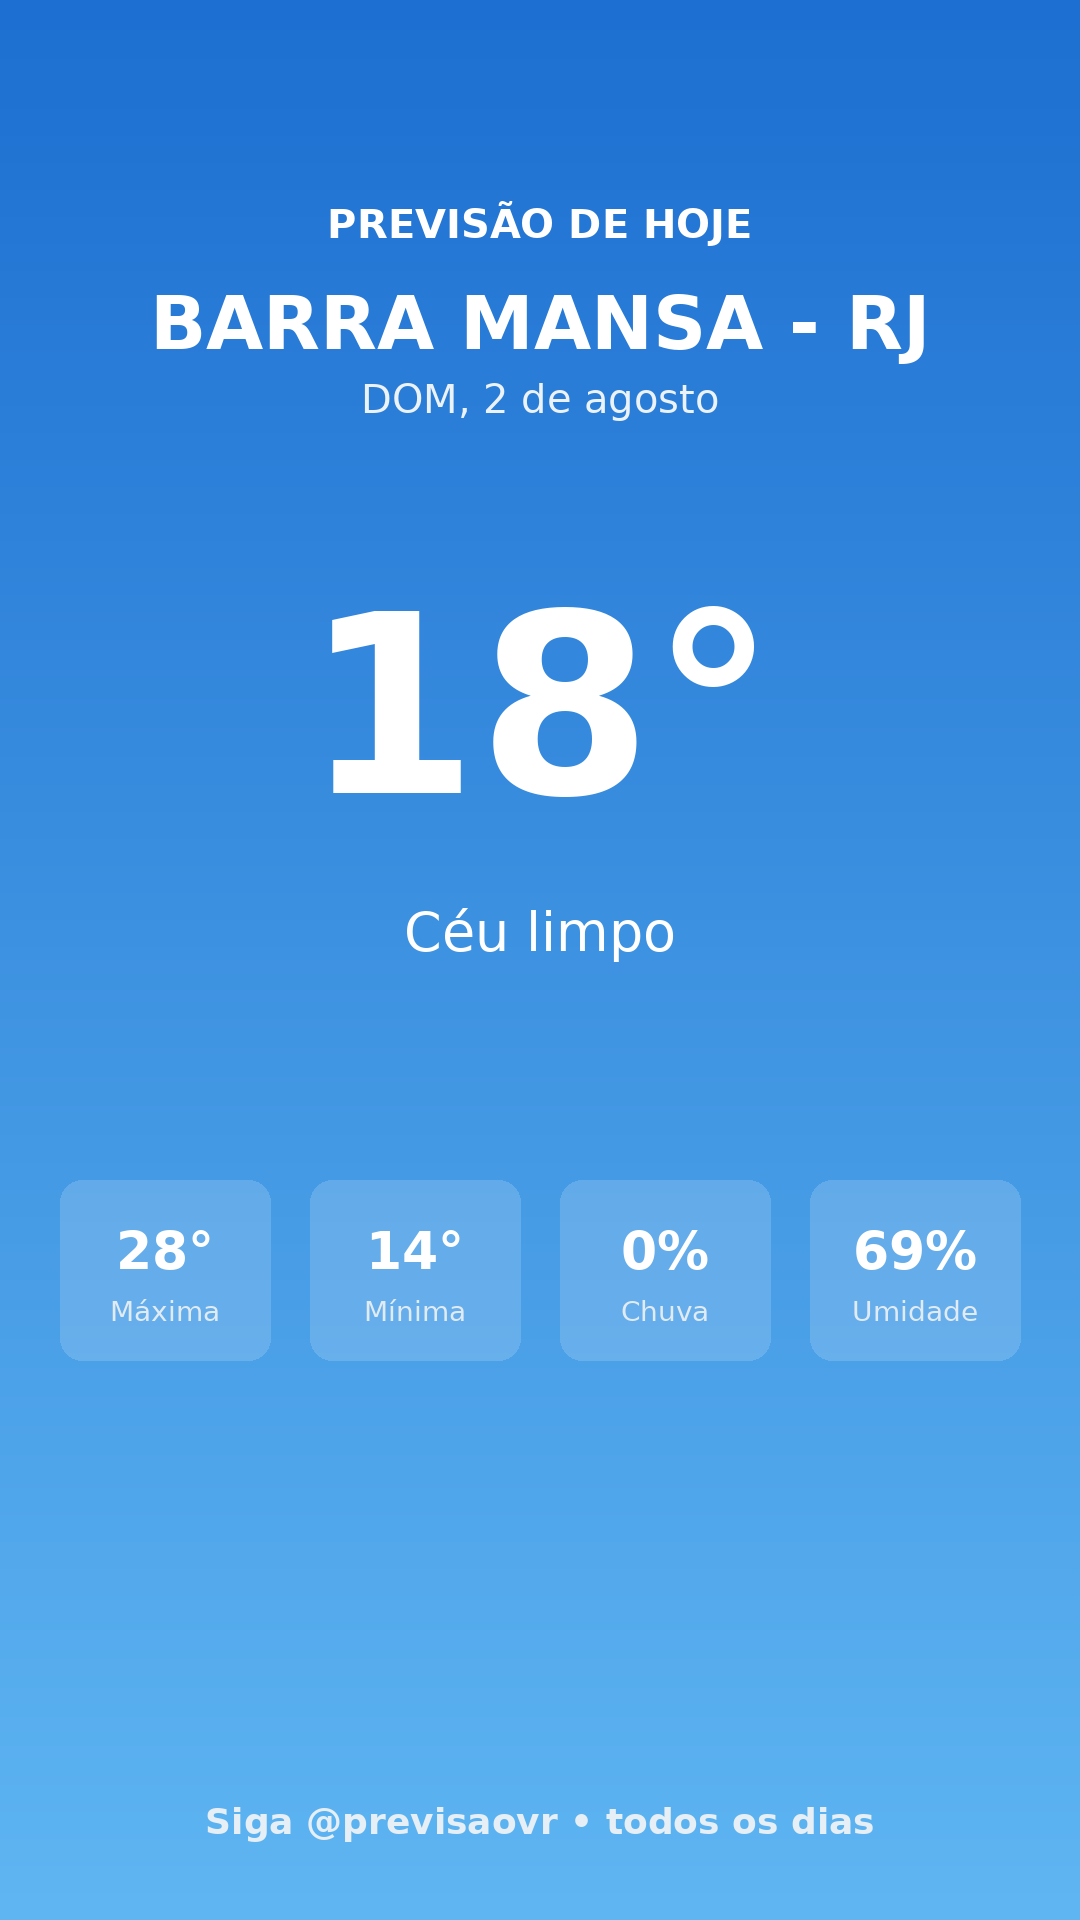 PREVISÃO DE HOJE
BARRA MANSA - RJ
DOM, 2 de agosto
18°
Céu limpo
28° 14° 0% 69%
Máxima Mínima Chuva Umidade
Siga @previsaovr • todos os dias